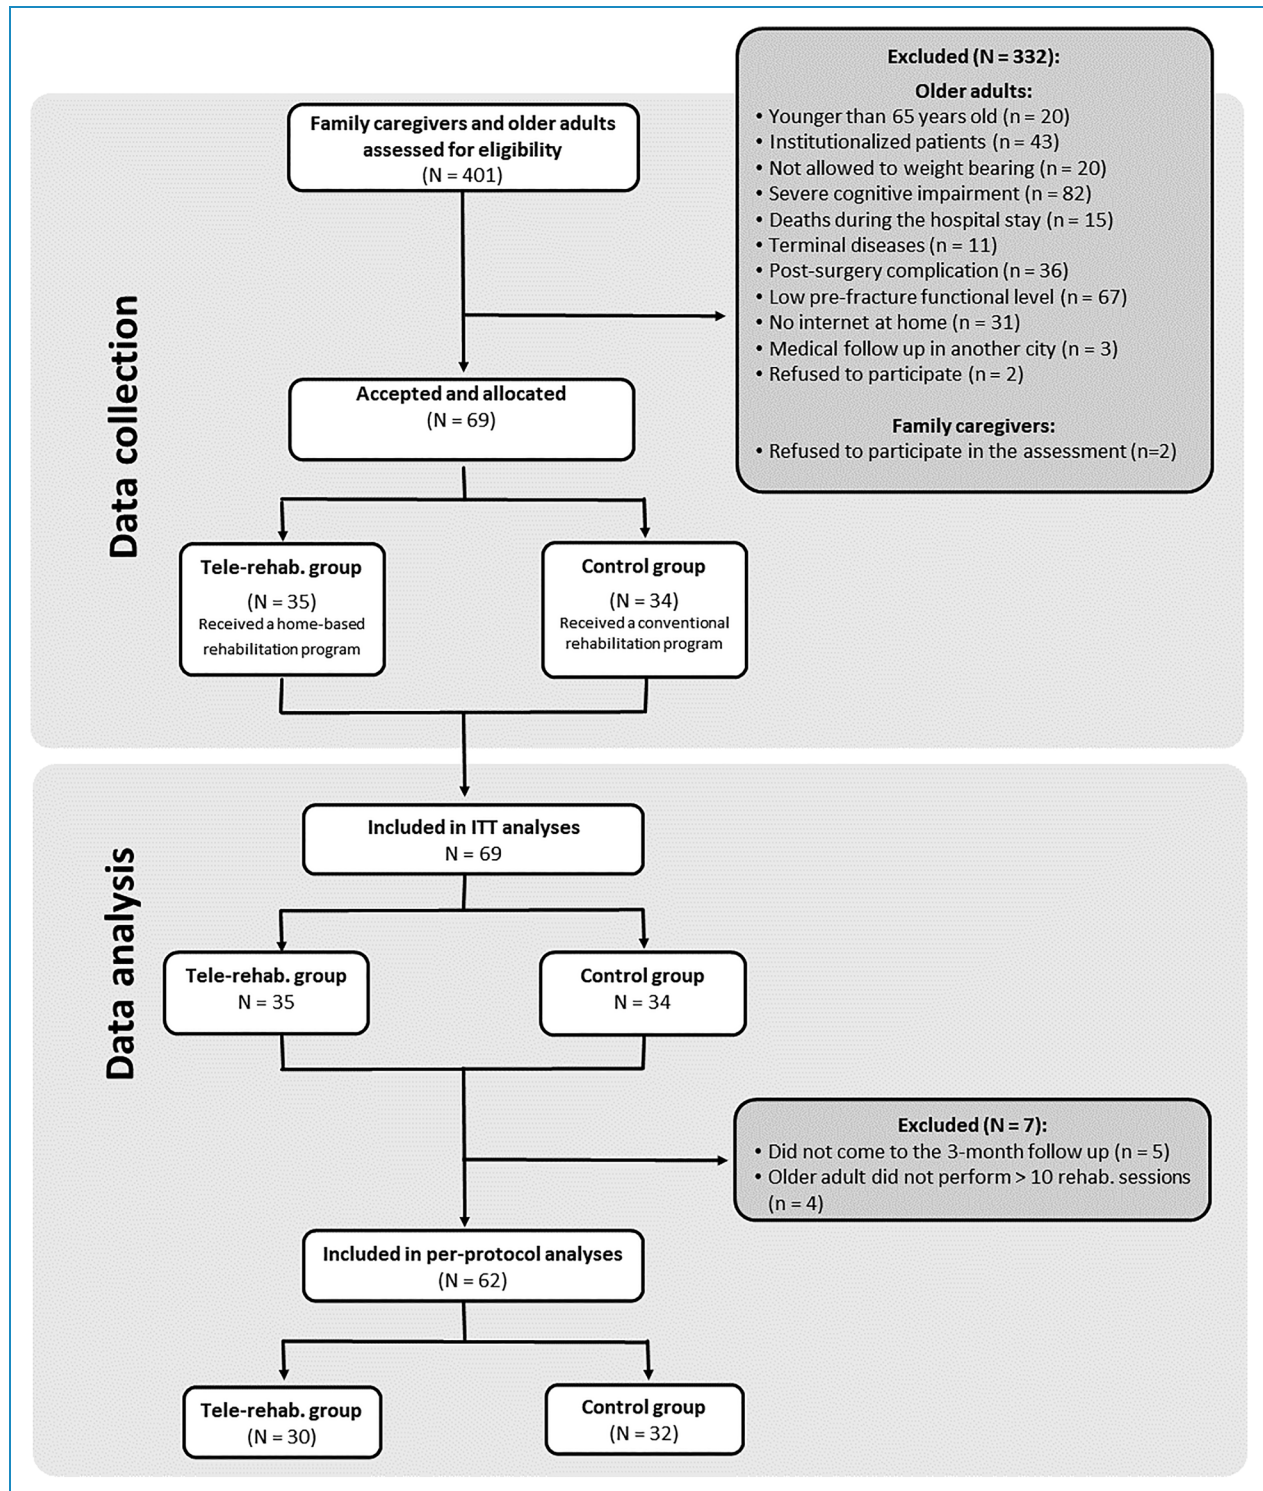 Excluded (N = 332):
Older adults:
• Younger than 65 years old (n = 20)
• Institutionalized patients (n = 43)
• Not allowed to weight bearing (n = 20)
• Severe cognitive impairment (n = 82)
• Deaths during the hospital stay (n = 15)
• Terminal diseases (n = 11)
• Post-surgery complication (n = 36)
• Low pre-fracture functional level (n = 67)
• No internet at home (n = 31)
• Medical follow up in another city (n = 3)
• Refused to participate (n = 2)
Family caregivers:
• Refused to participate in the assessment (n=2)
Data collection
Family caregivers and older adults
assessed for eligibility
(N = 401)
Accepted and allocated
(N = 69)
Tele-rehab. group
(N = 35)
Received a home-based
rehabilitation program
Control group
(N = 34)
Received a conventional
rehabilitation program
Data analysis
Included in ITT analyses
N = 69
Tele-rehab. group
N = 35
Control group
N = 34
Excluded (N = 7):
• Did not come to the 3-month follow up (n = 5)
• Older adult did not perform > 10 rehab. sessions
(n = 4)
Included in per-protocol analyses
(N = 62)
Tele-rehab. group
(N = 30)
Control group
(N = 32)